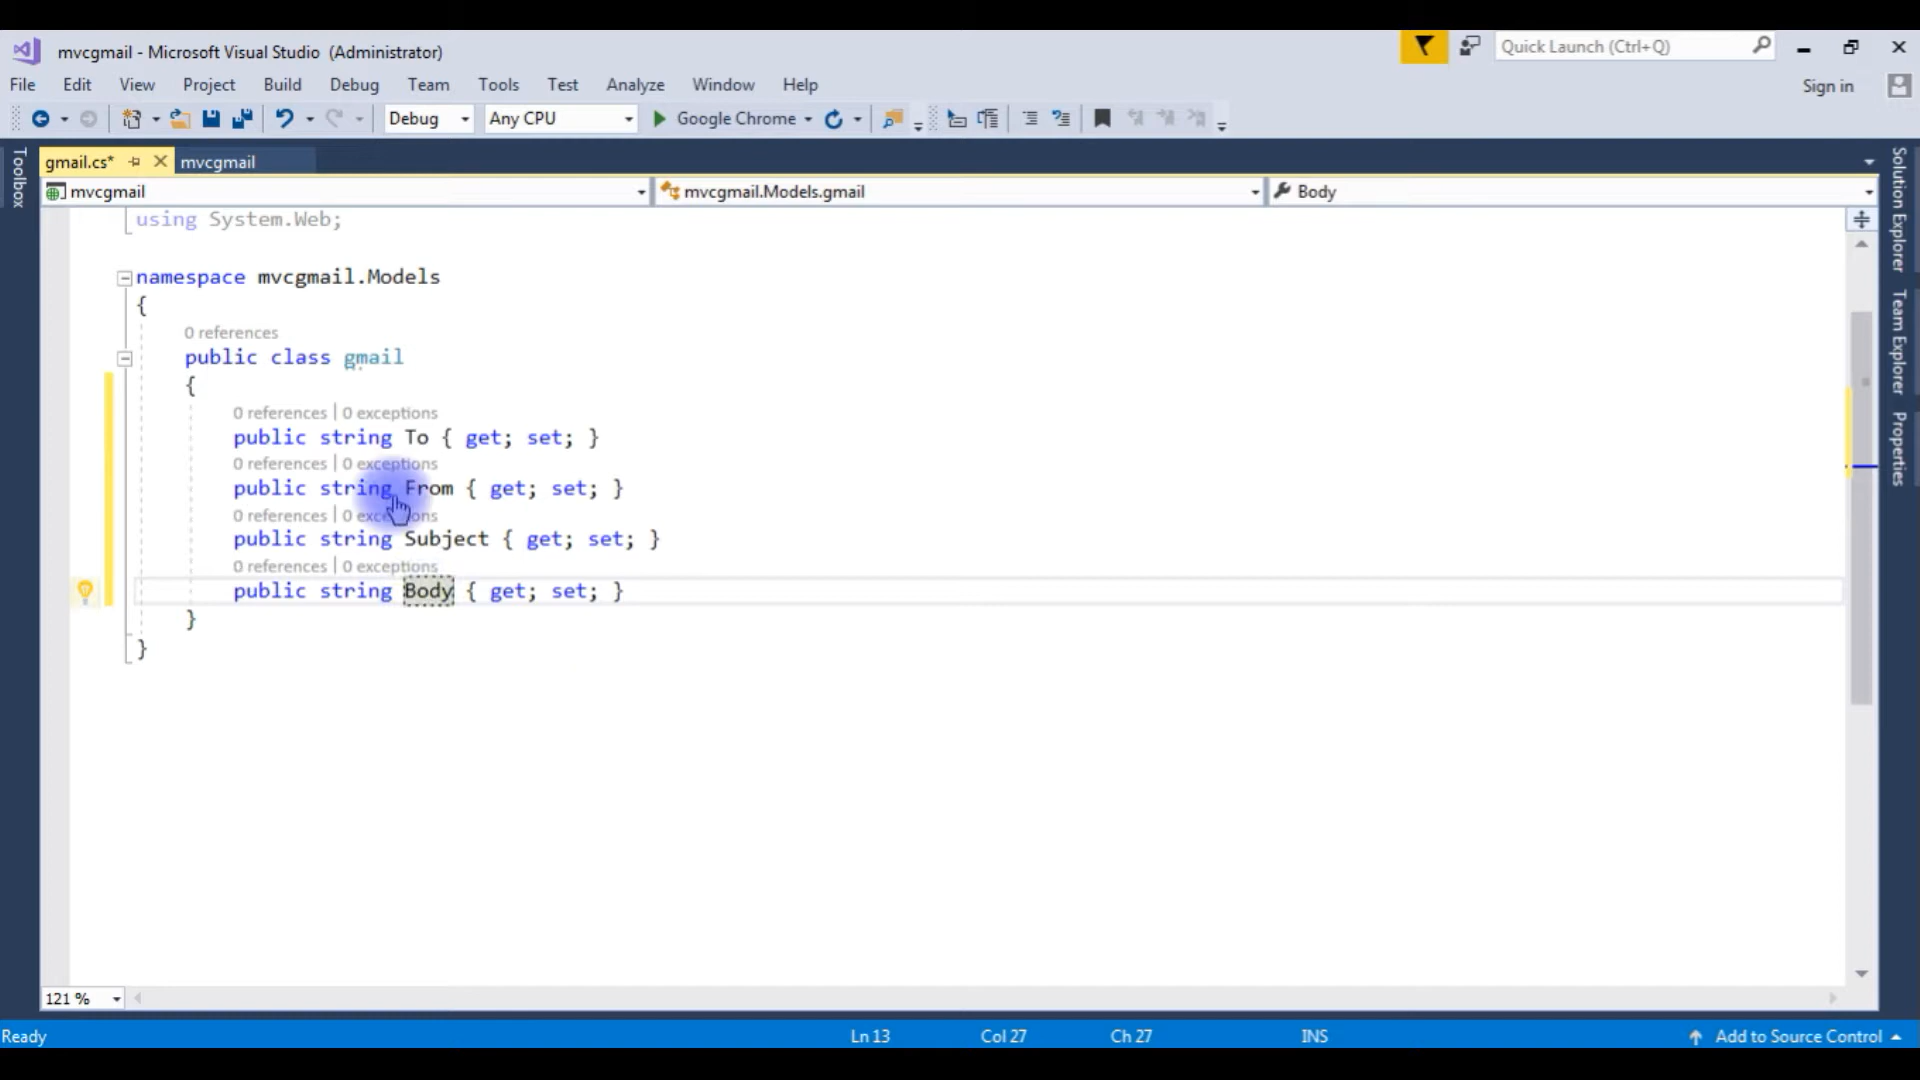 mvcgmail - Microsoft Visual Studio (Administrator)
Quick Launch (Ctrl+Q)
File Edit View Project Build Debug Team Tools Test Analyze Window Help
Sign in
Debug Any CPU Google Chrome
gmail.cs* mvcgmail
mvcgmail mvcgmail.Models.gmail Body
Toolbox
Solution Explorer
Team Explorer
Properties
using System.Web;
namespace mvcgmail.Models
{
0 references
public class gmail
{
0 references | 0 exceptions
public string To { get; set; }
0 references | 0 exceptions
public string From { get; set; }
0 references | 0 exceptions
public string Subject { get; set; }
0 references | 0 exceptions
public string Body { get; set; }
}
}
121 %
Ready Ln 13 Col 27 Ch 27 INS Add to Source Control